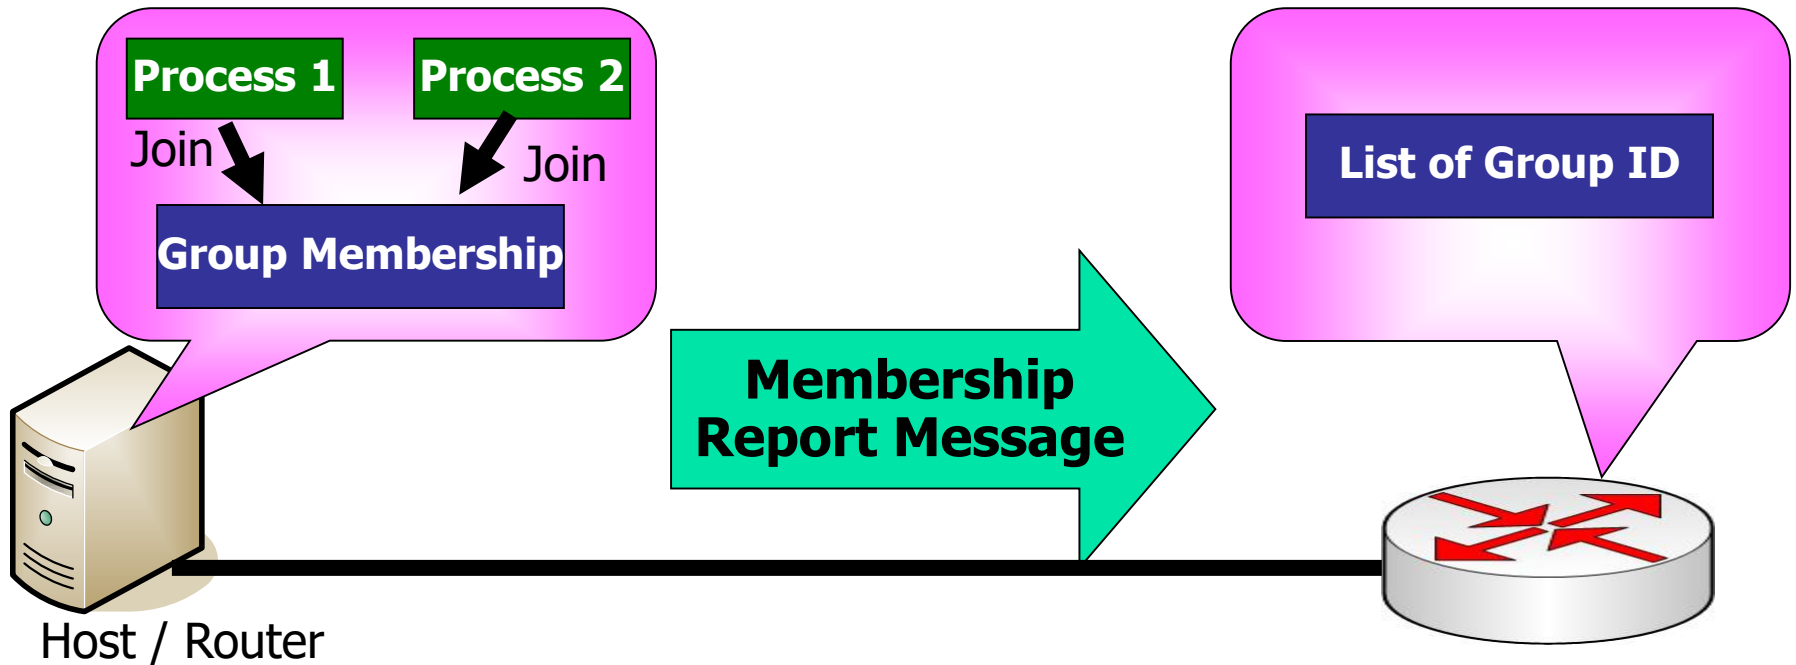 Process 1
Process 2
Join
Join
Group Membership
List of Group ID
Membership
Report Message
Host / Router